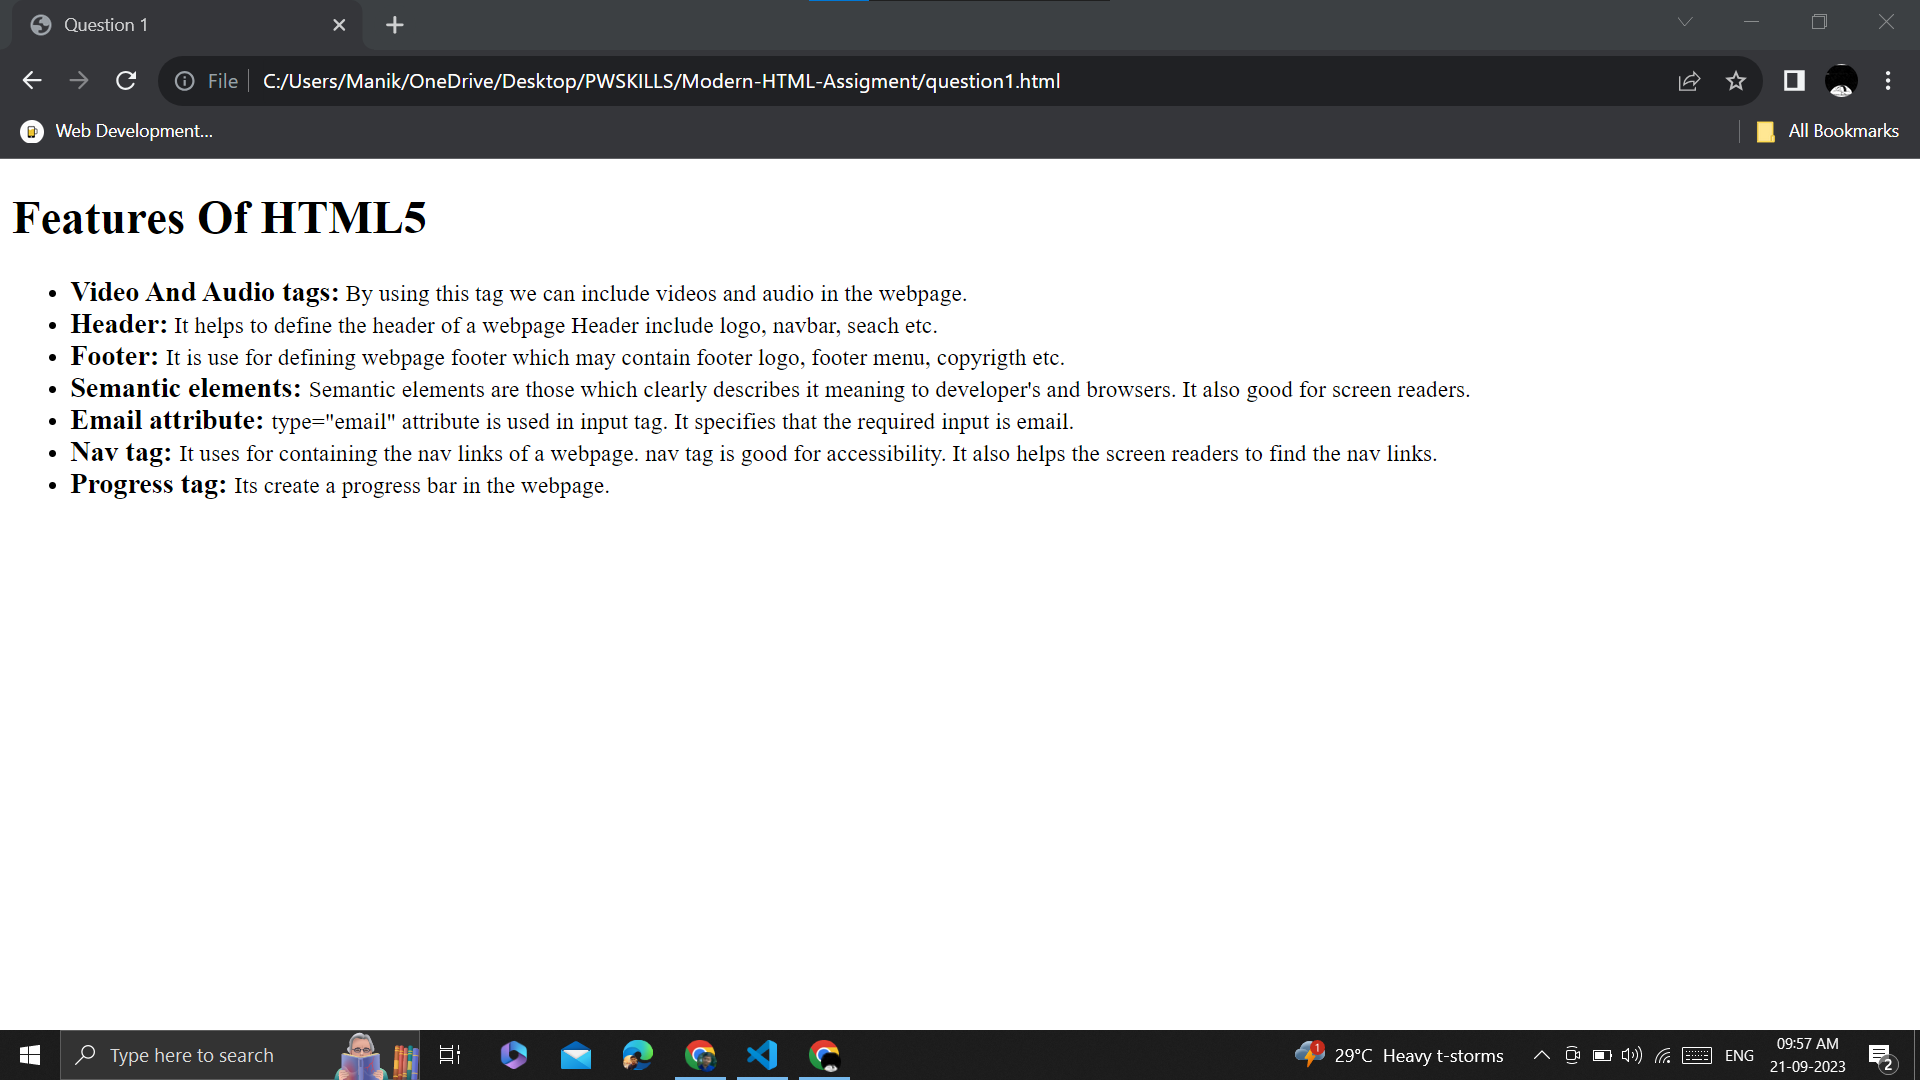 Question 1
File C:/Users/Manik/OneDrive/Desktop/PWSKILLS/Modern-HTML-Assigment/question1.html
Web Development...
All Bookmarks
Features Of HTML5
• Video And Audio tags: By using this tag we can include videos and audio in the webpage.
• Header: It helps to define the header of a webpage Header include logo, navbar, seach etc.
• Footer: It is use for defining webpage footer which may contain footer logo, footer menu, copyrigth etc.
• Semantic elements: Semantic elements are those which clearly describes it meaning to developer's and browsers. It also good for screen readers.
• Email attribute: type="email" attribute is used in input tag. It specifies that the required input is email.
• Nav tag: It uses for containing the nav links of a webpage. nav tag is good for accessibility. It also helps the screen readers to find the nav links.
• Progress tag: Its create a progress bar in the webpage.
Type here to search
1
29°C Heavy t-storms
ENG
09:57 AM
21-09-2023
2